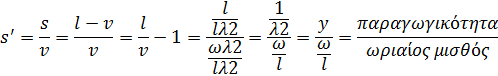 s′ = s/v = (l − v)/v = l/v − 1 = (l/lλ2)/(ωλ2/lλ2) = (1/λ2)/(ω/l) = y/(ω/l) = παραγωγικότητα/ωριαίος μισθός